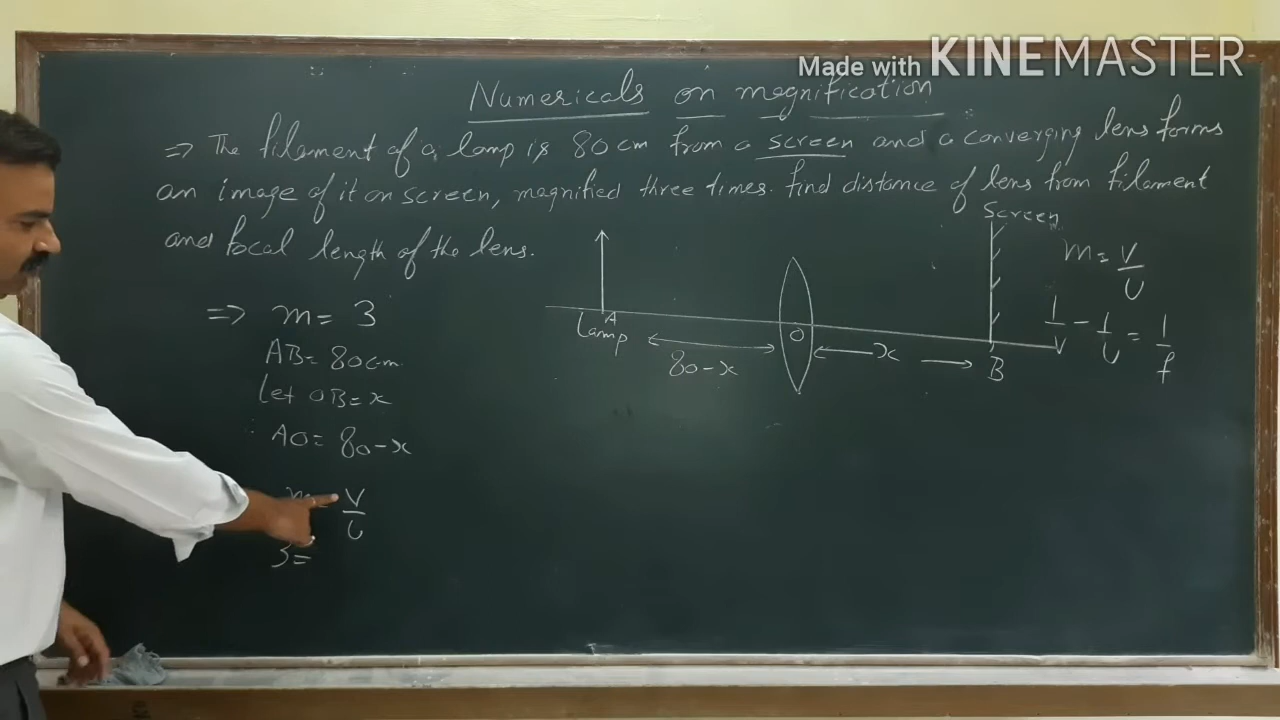 Made with KINEMASTER
Numericals on magnification
⇒ The filament of a lamp is 80 cm from a screen and a converging lens forms
an image of it on screen, magnified three times. find distance of lens from filament
and focal length of the lens.
Screen
m = V/U
1/V - 1/U = 1/f
A
Lamp
O
80-x
x
B
⇒ m = 3
AB = 80cm.
Let OB = x
∴ AO = 80-x
= V/U
3 =